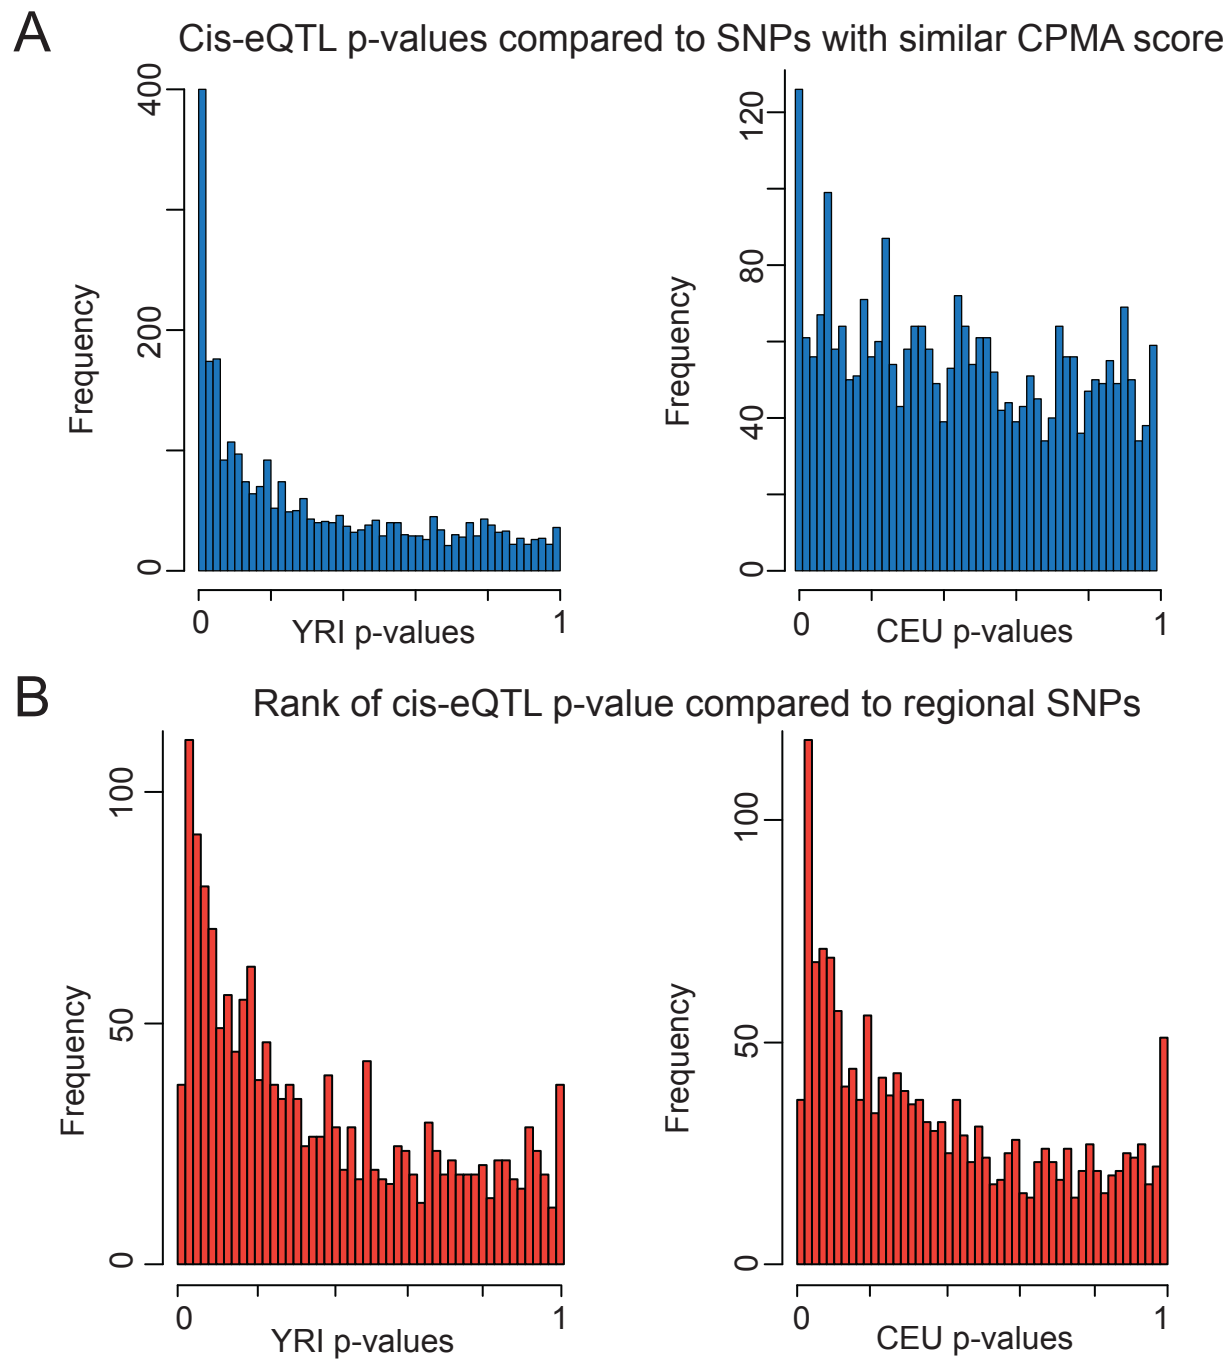 A
Cis-eQTL p-values compared to SNPs with similar CPMA score
Frequency
0
200
400
0
1
YRI p-values
Frequency
0
40
80
120
0
1
CEU p-values
B
Rank of cis-eQTL p-value compared to regional SNPs
Frequency
0
50
100
0
1
YRI p-values
Frequency
0
50
100
0
1
CEU p-values